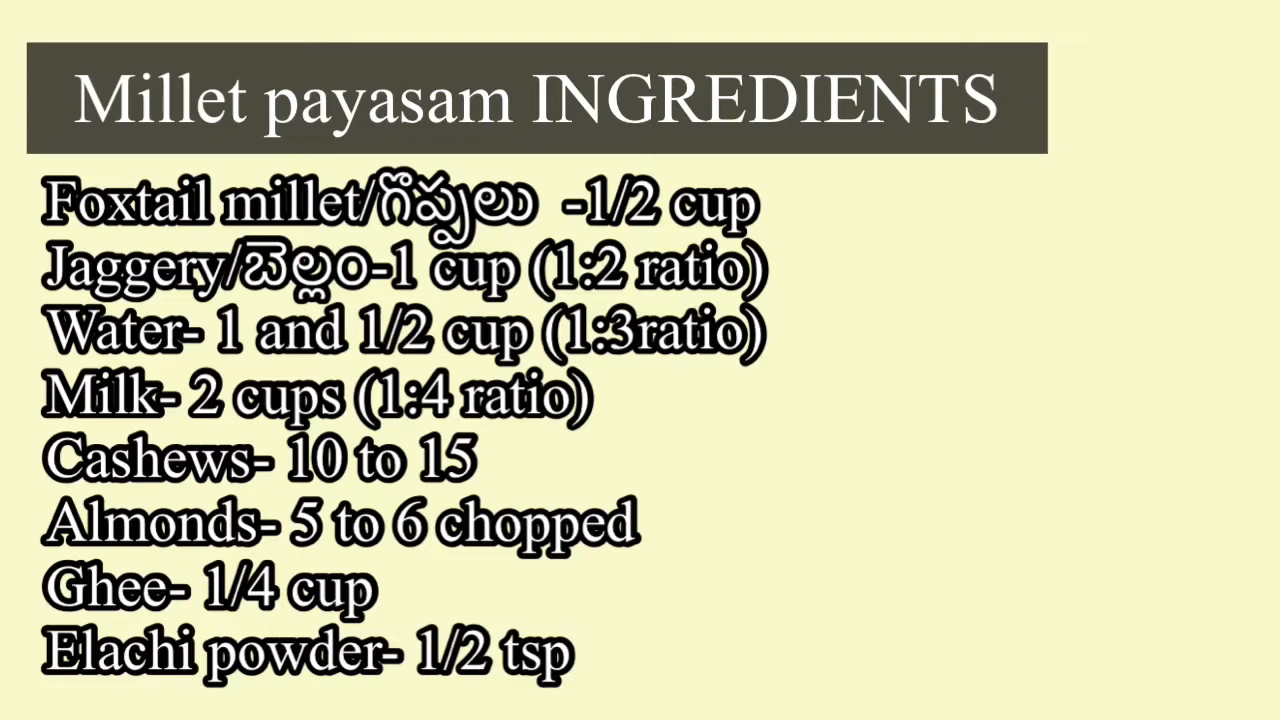 Millet payasam INGREDIENTS
Foxtail millet/గొప్పలు -1/2 cup
Jaggery/బెల్లం-1 cup (1:2 ratio)
Water- 1 and 1/2 cup (1:3ratio)
Milk- 2 cups (1:4 ratio)
Cashews- 10 to 15
Almonds- 5 to 6 chopped
Ghee- 1/4 cup
Elachi powder- 1/2 tsp